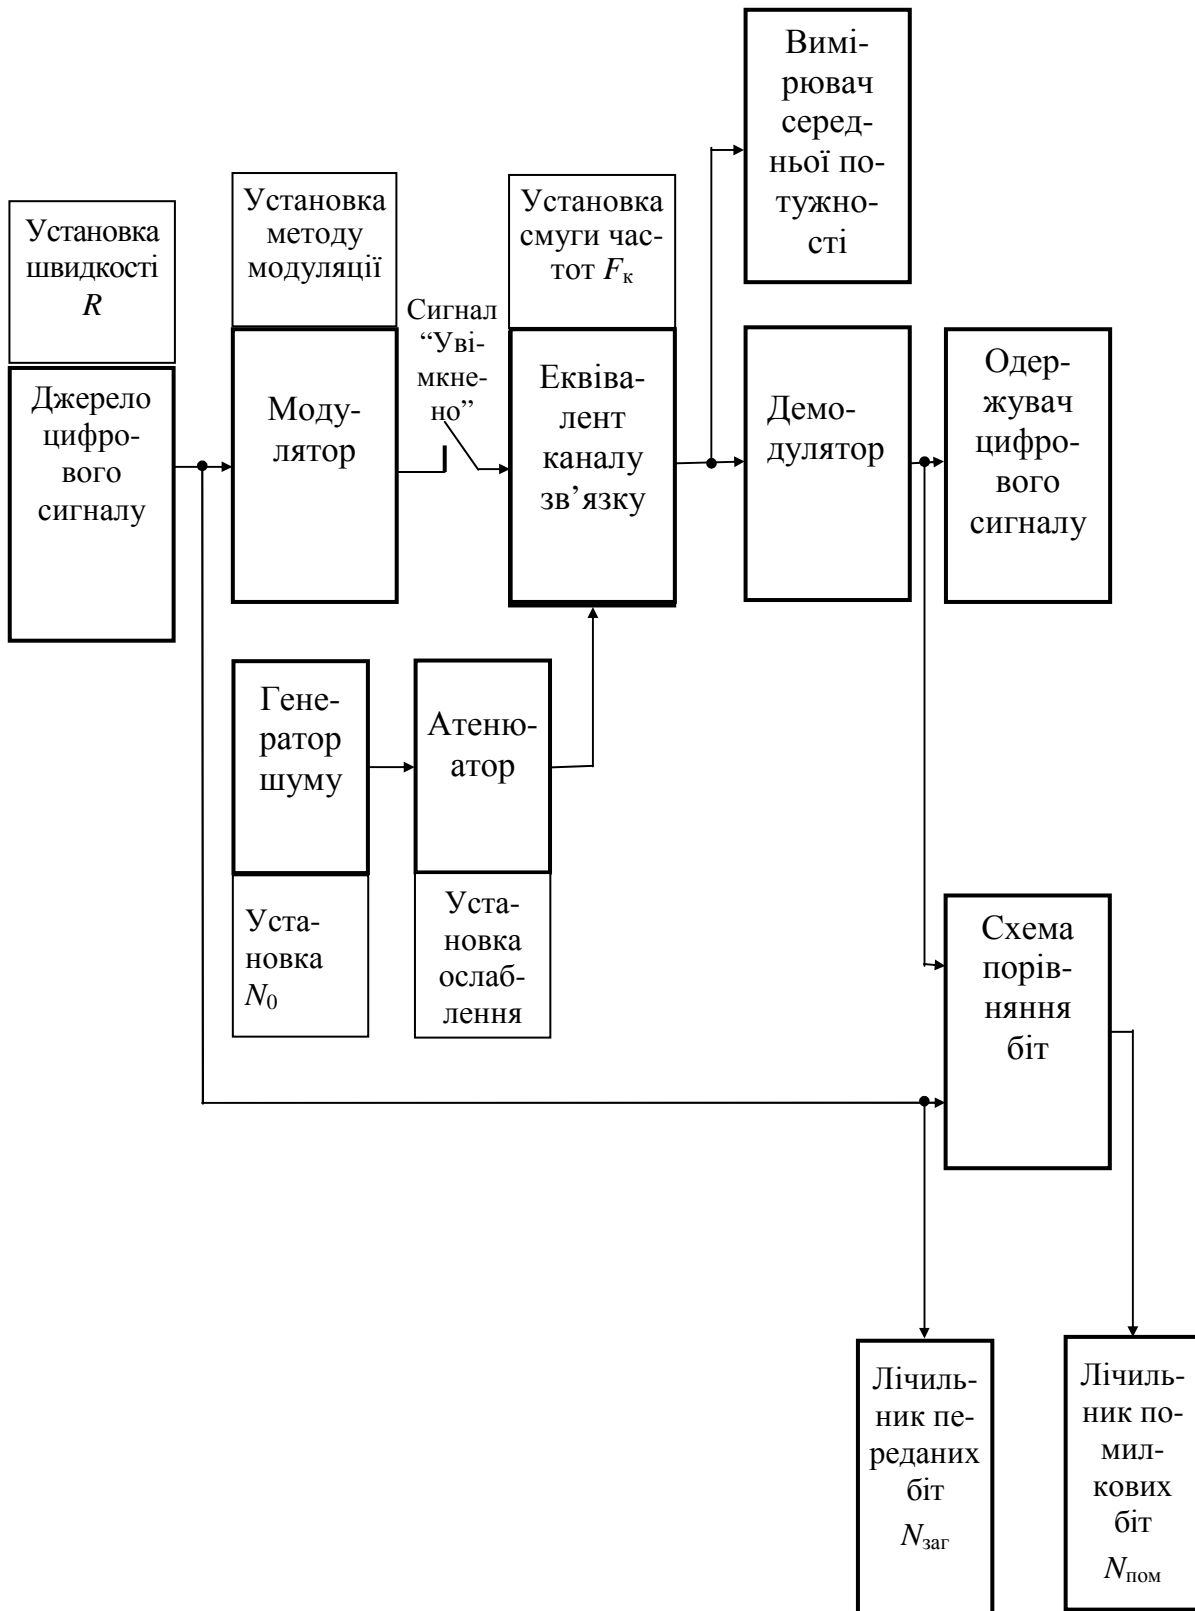 Вимі-
рювач
серед-
ньої по-
тужно-
сті
Установка
швидкості
R
Установка
методу
модуляції
Установка
смуги час-
тот Fк
Сигнал
“Уві-
мкне-
но”
Джерело
цифро-
вого
сигналу
Моду-
лятор
Еквіва-
лент
каналу
зв’язку
Демо-
дулятор
Одер-
жувач
цифро-
вого
сигналу
Гене-
ратор
шуму
Атеню-
атор
Уста-
новка
N0
Уста-
новка
ослаб-
лення
Схема
порів-
няння
біт
Лічиль-
ник пе-
реданих
біт
Nзаг
Лічиль-
ник по-
мил-
кових
біт
Nпом